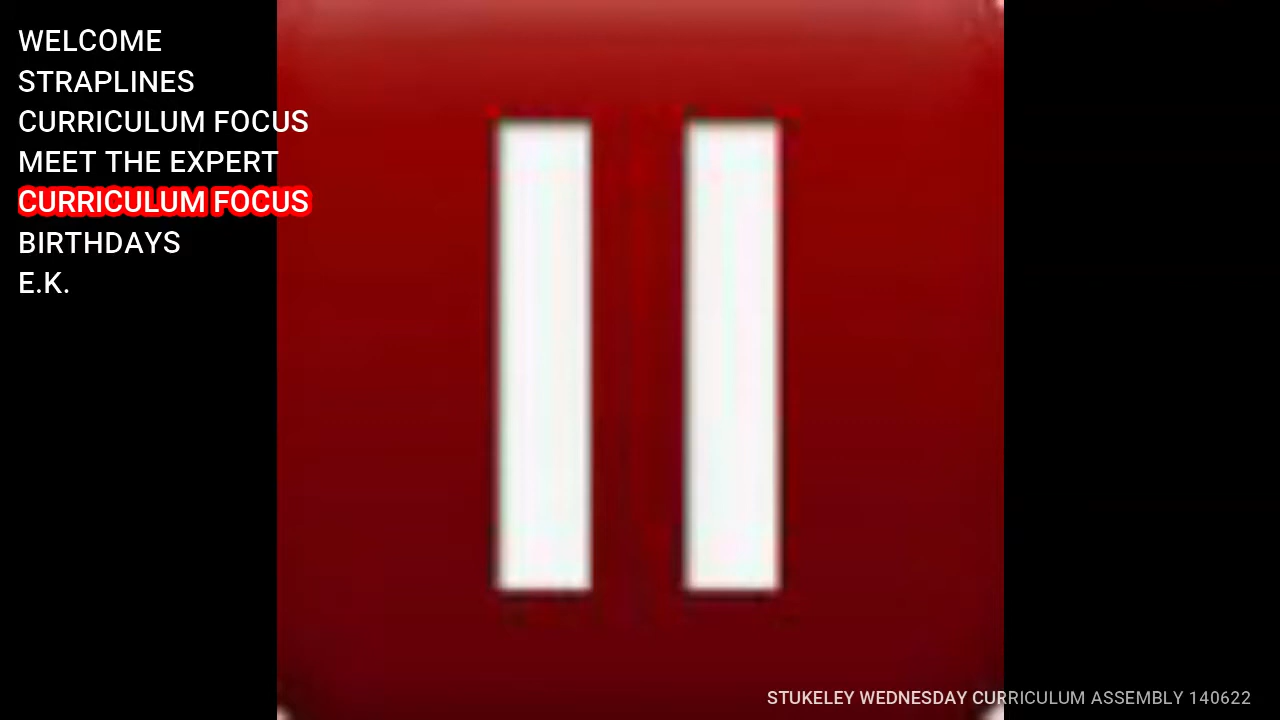 WELCOME
STRAPLINES
CURRICULUM FOCUS
MEET THE EXPERT
CURRICULUM FOCUS
BIRTHDAYS
E.K.
STUKELEY WEDNESDAY CURRICULUM ASSEMBLY 140622